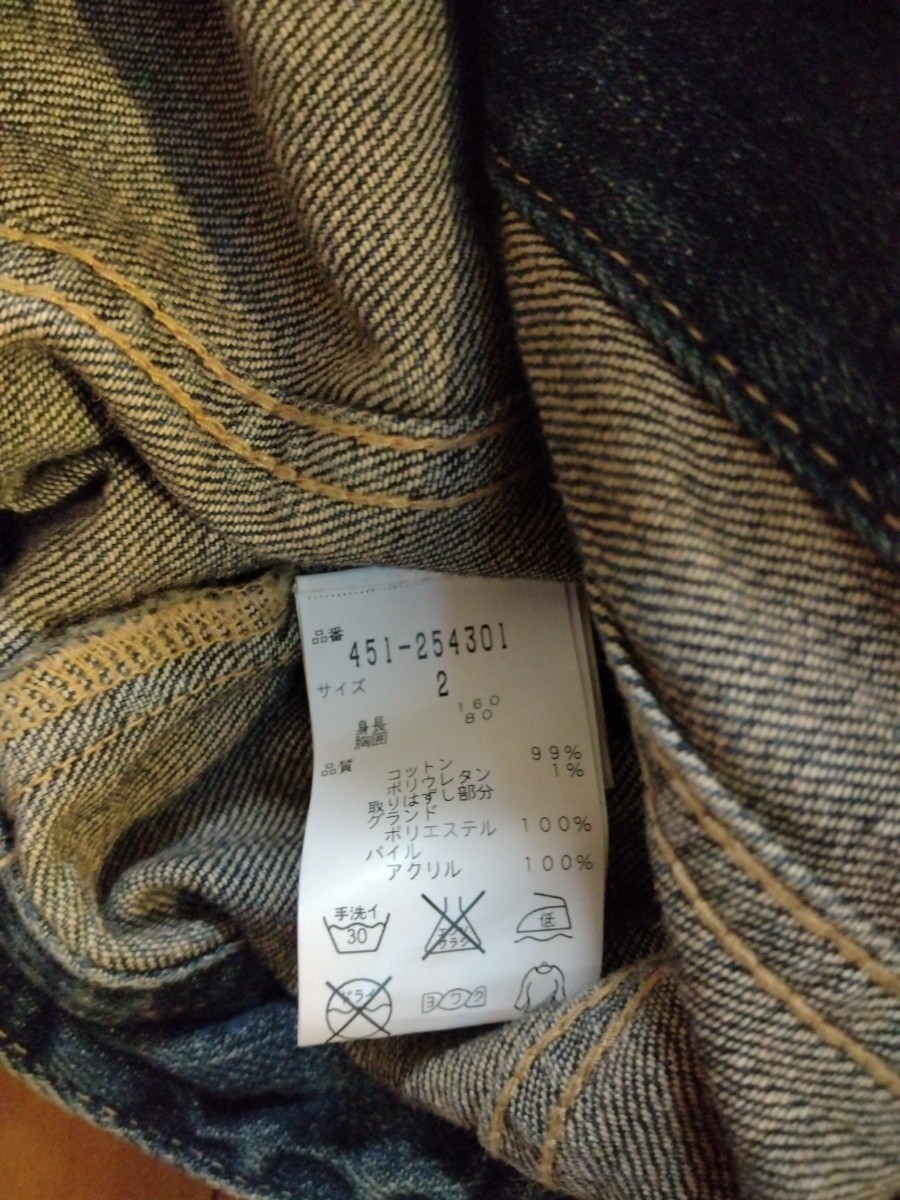 品番
451-254301
サイズ 2
160
80
身長
胸囲
品質
コットン 99%
ポリウレタン 1%
取りはずし部分
グランド
ポリエステル 100%
パイル
アクリル 100%
手洗イ
30
低
ドライ
ヨワク